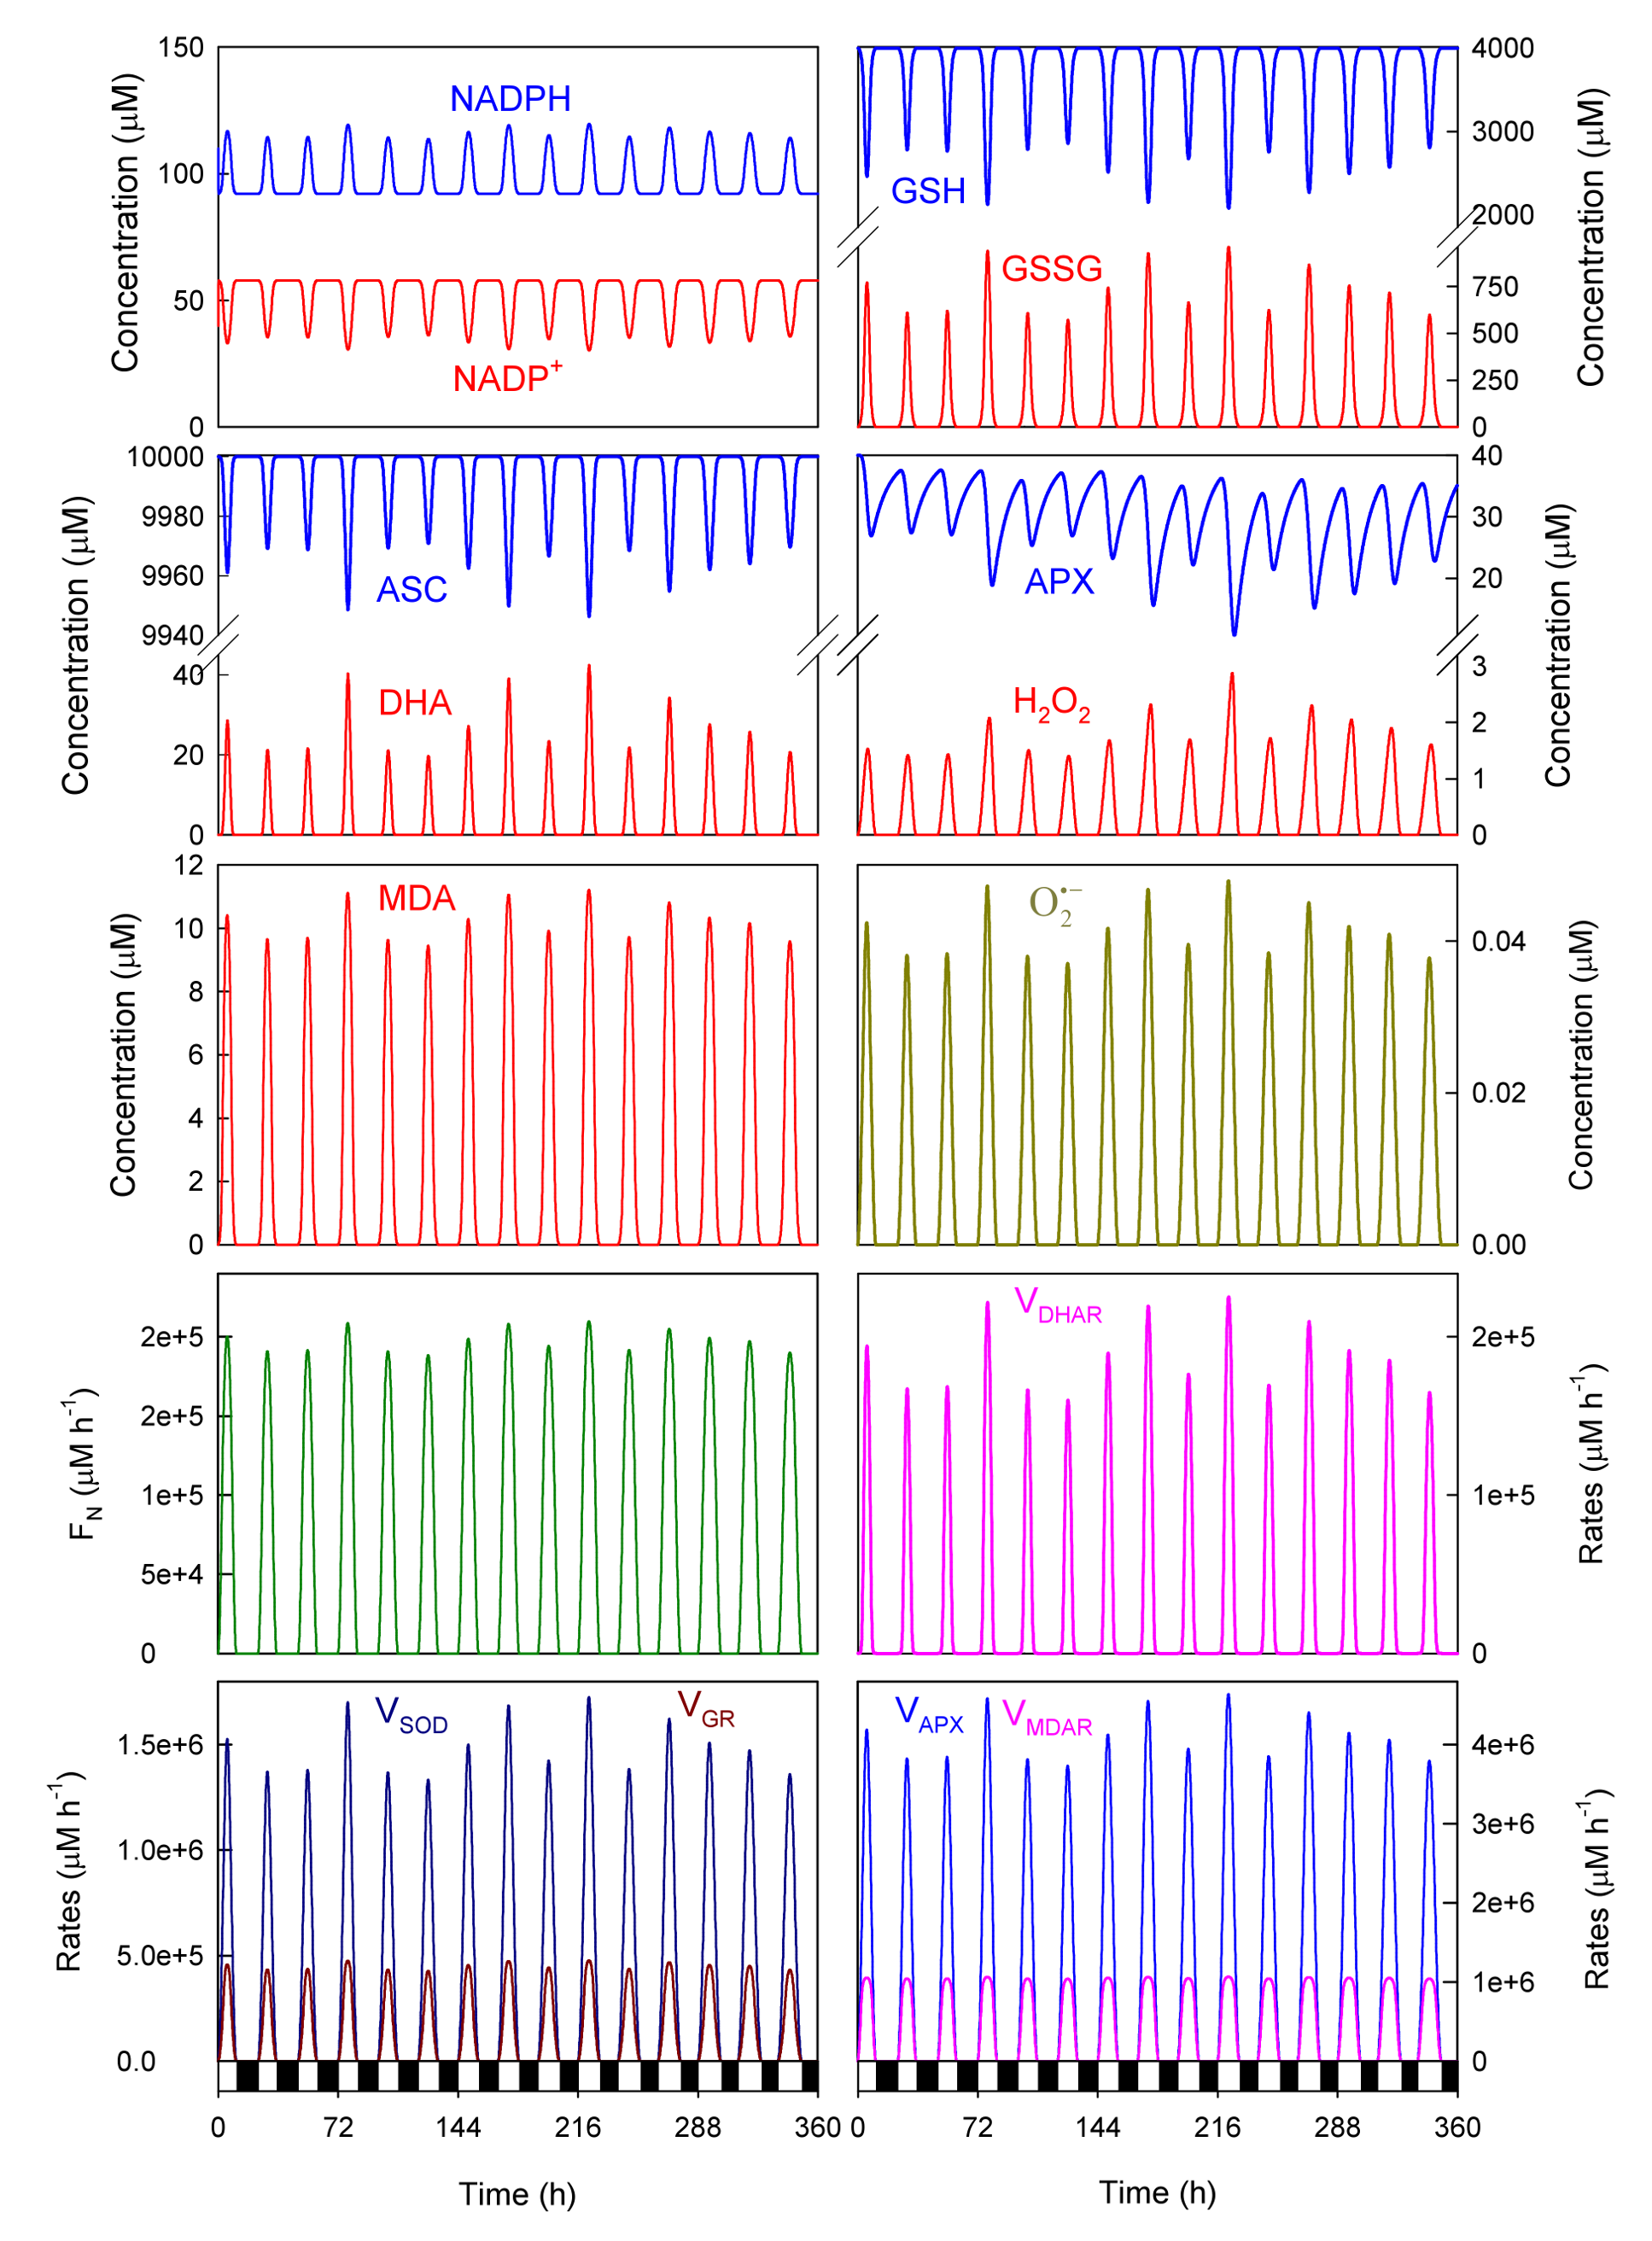 150
100
50
0
Concentration (μM)
NADPH
NADP+
4000
3000
2000
750
500
250
0
Concentration (μM)
GSH
GSSG
10000
9980
9960
9940
40
20
0
Concentration (μM)
ASC
DHA
40
30
20
3
2
1
0
Concentration (μM)
APX
H2O2
12
10
8
6
4
2
0
Concentration (μM)
MDA
0.04
0.02
0.00
Concentration (μM)
O2•−
2e+5
2e+5
1e+5
5e+4
0
FN (μM h-1)
2e+5
1e+5
0
Rates (μM h-1)
VDHAR
1.5e+6
1.0e+6
5.0e+5
0.0
Rates (μM h-1)
VSOD
VGR
4e+6
3e+6
2e+6
1e+6
0
Rates (μM h-1)
VAPX
VMDAR
0 72 144 216 288 360
0 72 144 216 288 360
Time (h)
Time (h)